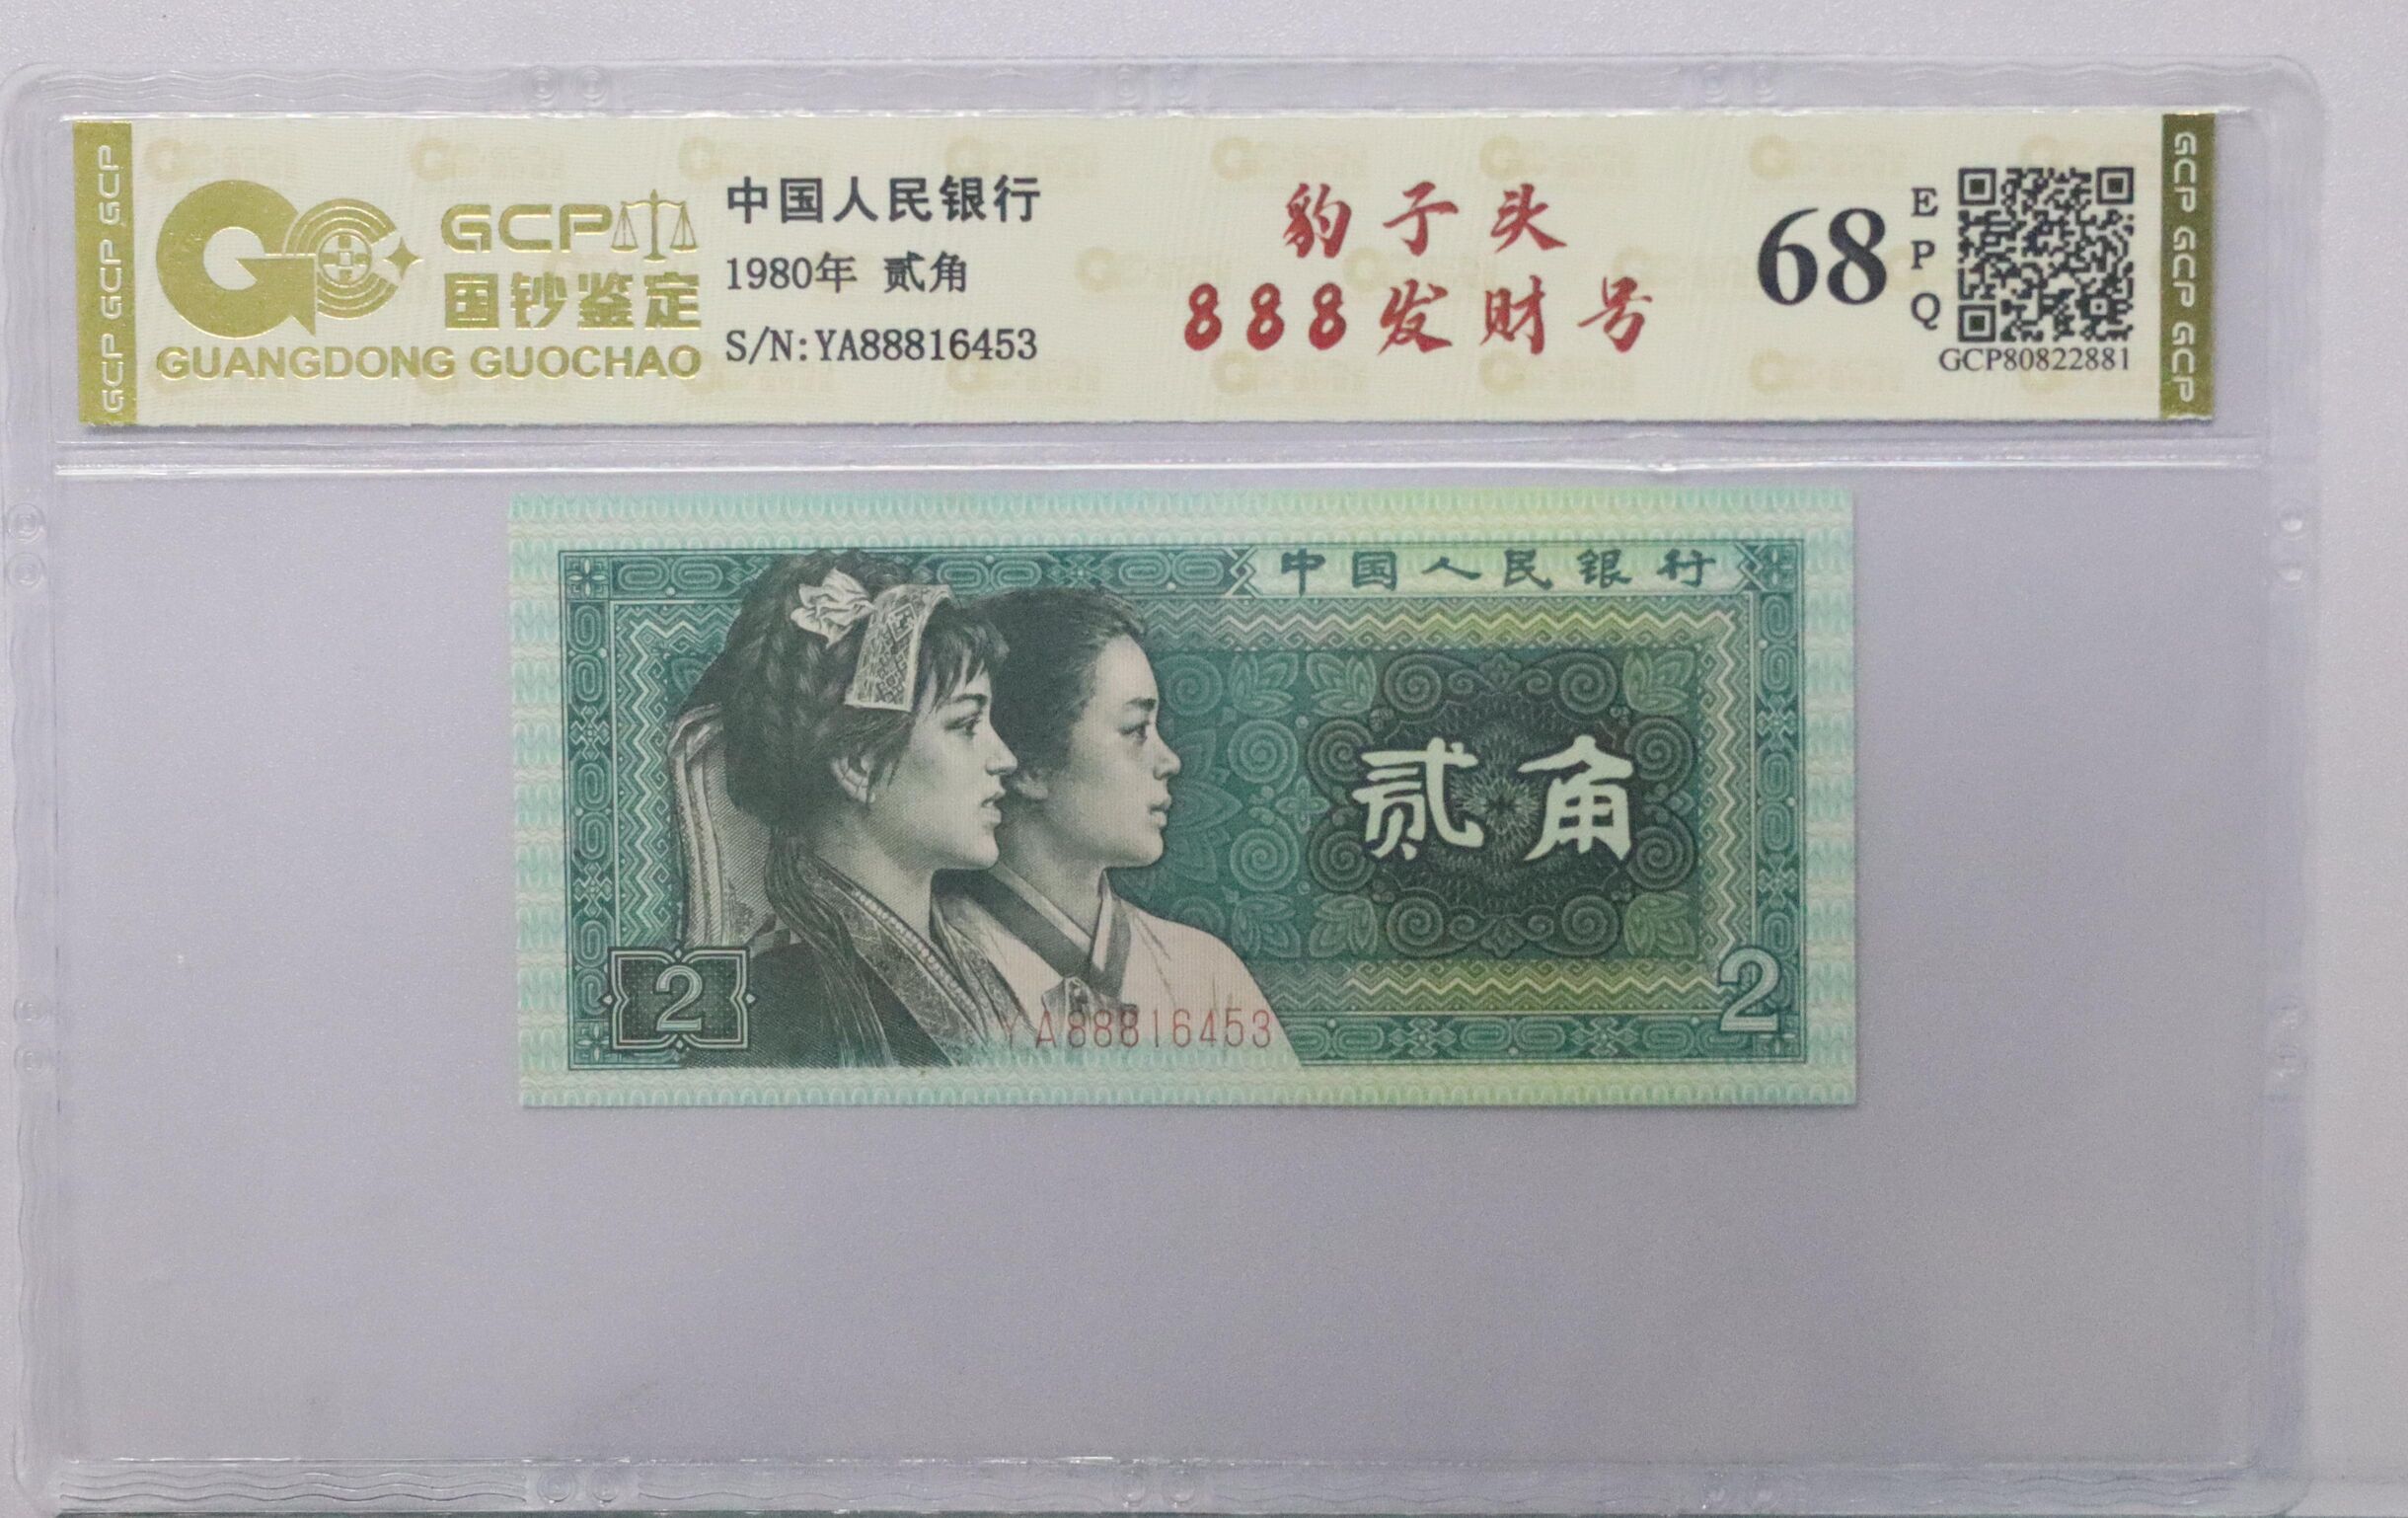 GCP GCP GCP
GCP
国钞鉴定
GUANGDONG GUOCHAO
中国人民银行
1980年 贰角
S/N:YA88816453
豹子头
888发财号
68
EPQ
GCP80822881
GCP GCP GCP
中国人民银行
贰角
2
2
YA88816453